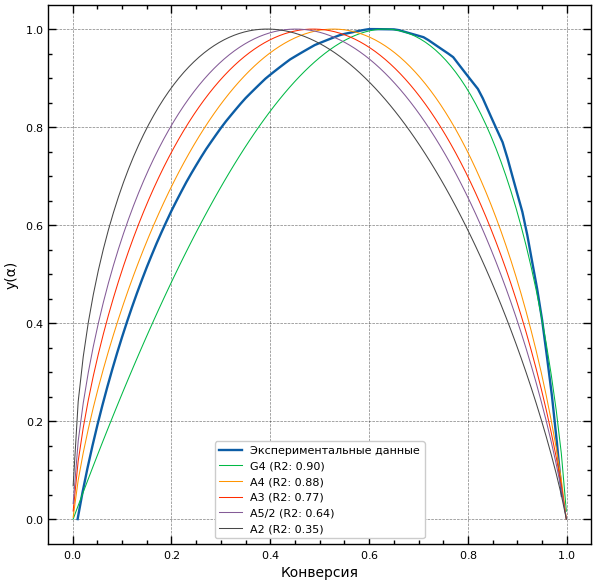 1.0
0.8
0.6
0.4
0.2
0.0
y(α)
Экспериментальные данные
G4 (R2: 0.90)
A4 (R2: 0.88)
A3 (R2: 0.77)
A5/2 (R2: 0.64)
A2 (R2: 0.35)
0.0 0.2 0.4 0.6 0.8 1.0
Конверсия